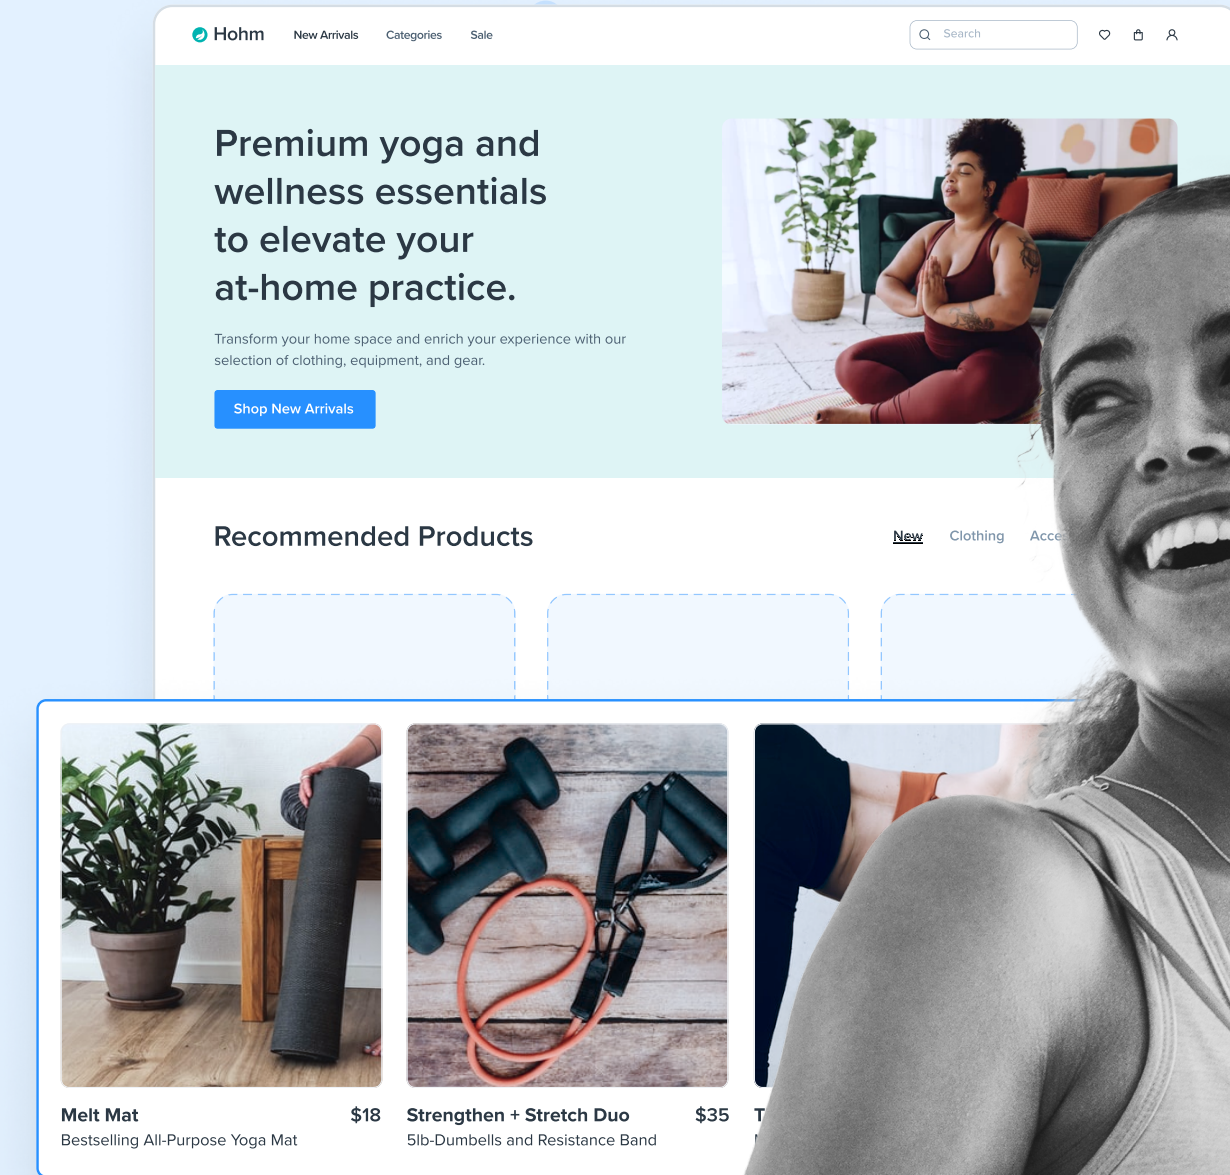 Hohm
New Arrivals
Categories
Sale
Search
Premium yoga and
wellness essentials
to elevate your
at-home practice.
Transform your home space and enrich your experience with our
selection of clothing, equipment, and gear.
Shop New Arrivals
Recommended Products
New
Clothing
Melt Mat
$18
Bestselling All-Purpose Yoga Mat
Strengthen + Stretch Duo
$35
5lb-Dumbells and Resistance Band